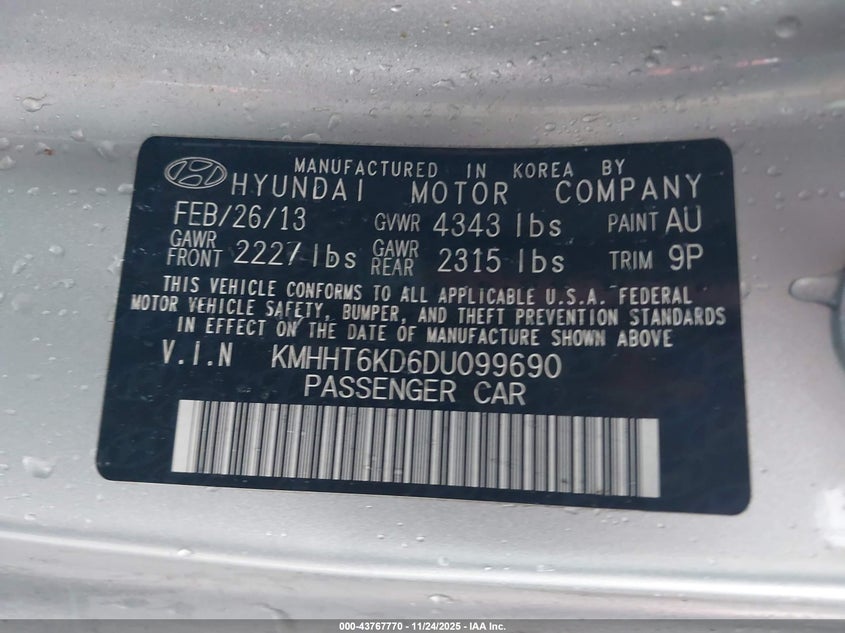 MANUFACTURED IN KOREA BY
HYUNDAI MOTOR COMPANY
FEB/26/13 GVWR 4343 lbs PAINT AU
GAWR FRONT 2227 lbs GAWR REAR 2315 lbs TRIM 9P
THIS VEHICLE CONFORMS TO ALL APPLICABLE U.S.A. FEDERAL
MOTOR VEHICLE SAFETY, BUMPER, AND THEFT PREVENTION STANDARDS
IN EFFECT ON THE DATE OF MANUFACTURE SHOWN ABOVE
V.I.N KMHHT6KD6DU099690
PASSENGER CAR
000-43767770 - 11/24/2025 - IAA Inc.